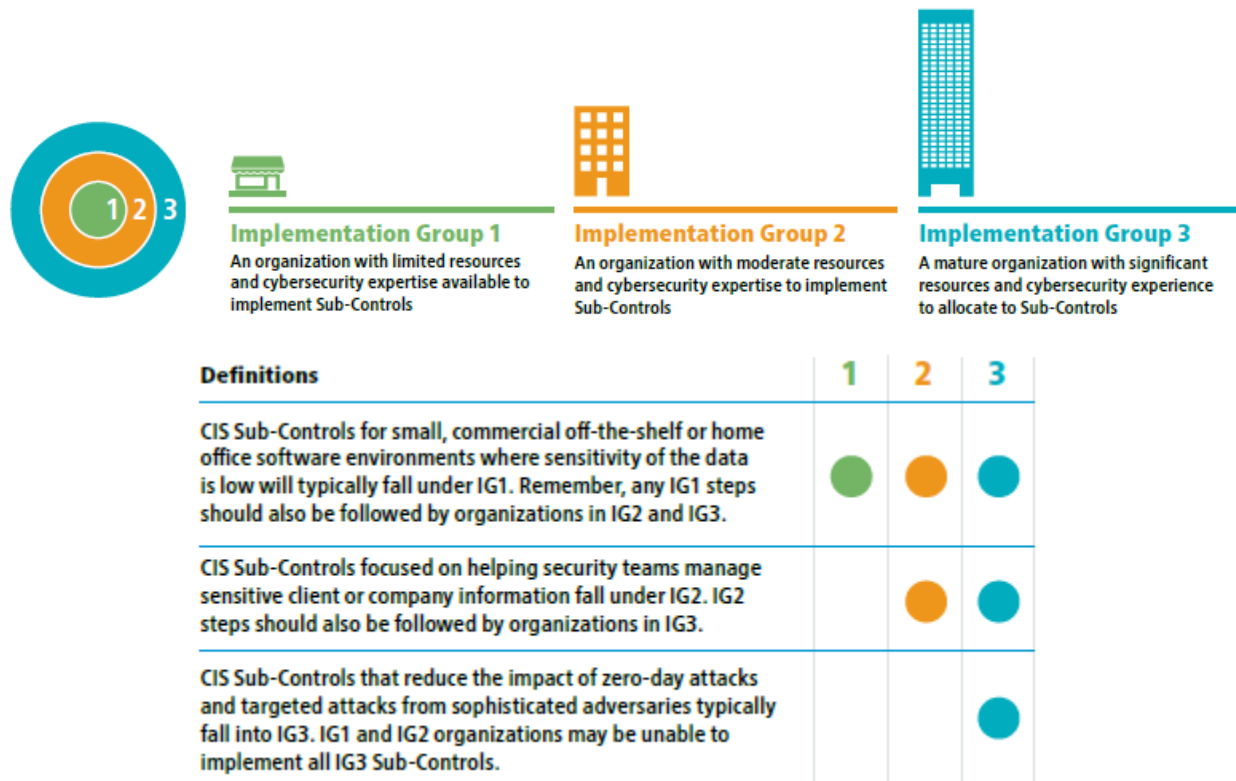 1 2 3
Implementation Group 1
An organization with limited resources
and cybersecurity expertise available to
implement Sub-Controls
Implementation Group 2
An organization with moderate resources
and cybersecurity expertise to implement
Sub-Controls
Implementation Group 3
A mature organization with significant
resources and cybersecurity experience
to allocate to Sub-Controls
Definitions 1 2 3
CIS Sub-Controls for small, commercial off-the-shelf or home
office software environments where sensitivity of the data
is low will typically fall under IG1. Remember, any IG1 steps
should also be followed by organizations in IG2 and IG3.
CIS Sub-Controls focused on helping security teams manage
sensitive client or company information fall under IG2. IG2
steps should also be followed by organizations in IG3.
CIS Sub-Controls that reduce the impact of zero-day attacks
and targeted attacks from sophisticated adversaries typically
fall into IG3. IG1 and IG2 organizations may be unable to
implement all IG3 Sub-Controls.